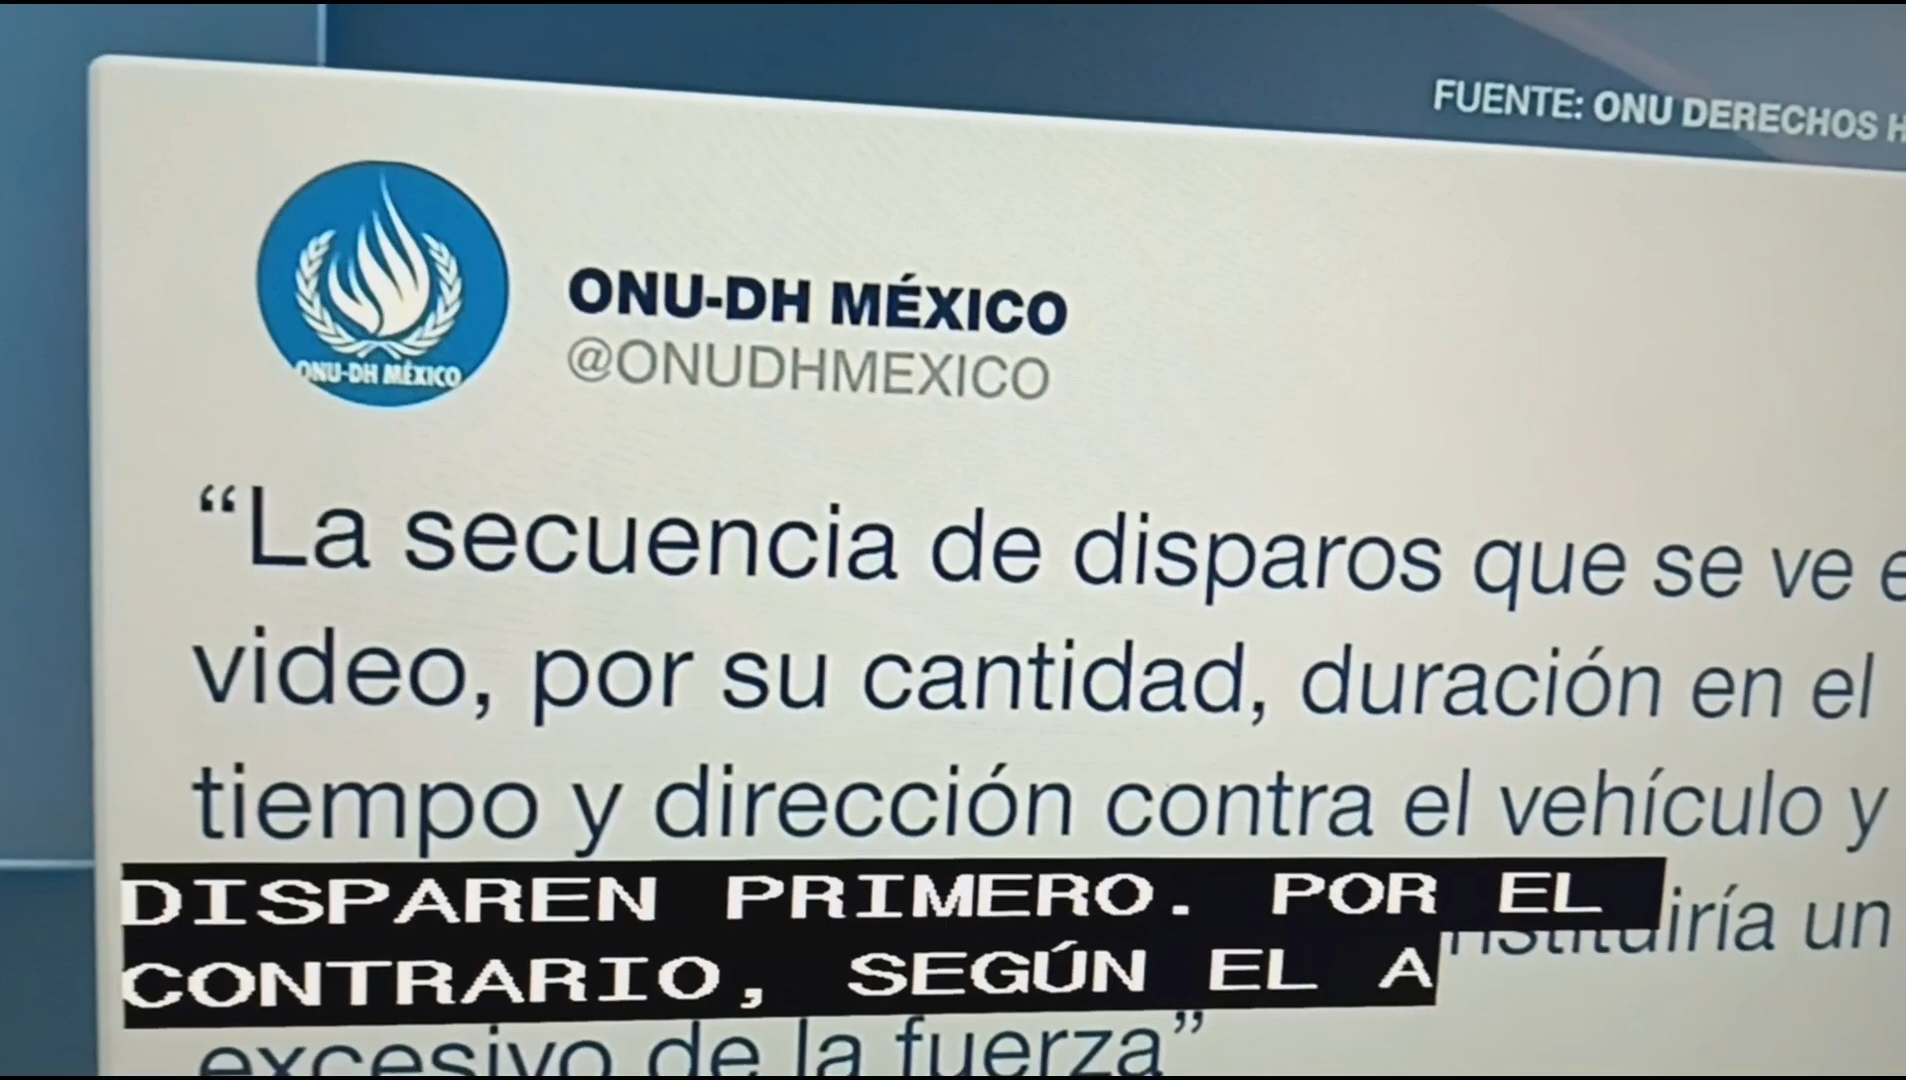 FUENTE: ONU DERECHOS
ONU-DH MÉXICO
ONU-DH MÉXICO
@ONUDHMEXICO
“La secuencia de disparos que se ve
video, por su cantidad, duración en el
tiempo y dirección contra el vehículo y
DISPAREN PRIMERO. POR EL
un
CONTRARIO, SEGÚN EL A
excesivo de la fuerza”